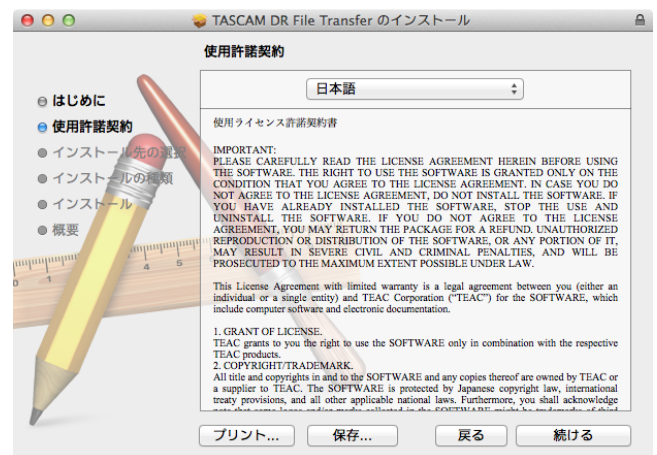 TASCAM DR File Transfer のインストール
使用許諾契約
はじめに
使用許諾契約
インストール先の選択
インストールの種類
インストール
概要
日本語
使用ライセンス許諾契約書
IMPORTANT:
PLEASE CAREFULLY READ THE LICENSE AGREEMENT HEREIN BEFORE USING
THE SOFTWARE. THE RIGHT TO USE THE SOFTWARE IS GRANTED ONLY ON THE
CONDITION THAT YOU AGREE TO THE LICENSE AGREEMENT. IN CASE YOU DO
NOT AGREE TO THE LICENSE AGREEMENT, DO NOT INSTALL THE SOFTWARE. IF
YOU HAVE ALREADY INSTALLED THE SOFTWARE, STOP THE USE AND
UNINSTALL THE SOFTWARE. IF YOU DO NOT AGREE TO THE LICENSE
AGREEMENT, YOU MAY RETURN THE PACKAGE FOR A REFUND. UNAUTHORIZED
REPRODUCTION OR DISTRIBUTION OF THE SOFTWARE, OR ANY PORTION OF IT,
MAY RESULT IN SEVERE CIVIL AND CRIMINAL PENALTIES, AND WILL BE
PROSECUTED TO THE MAXIMUM EXTENT POSSIBLE UNDER LAW.
This License Agreement with limited warranty is a legal agreement between you (either an
individual or a single entity) and TEAC Corporation (“TEAC”) for the SOFTWARE, which
include computer software and electronic documentation.
1. GRANT OF LICENSE.
TEAC grants to you the right to use the SOFTWARE only in combination with the respective
TEAC products.
2. COPYRIGHT/TRADEMARK.
All title and copyrights in and to the SOFTWARE and any copies thereof are owned by TEAC or
a supplier to TEAC. The SOFTWARE is protected by Japanese copyright law, international
treaty provisions, and all other applicable national laws. Furthermore, you shall acknowledge
0 1 4 5
プリント... 保存... 戻る 続ける